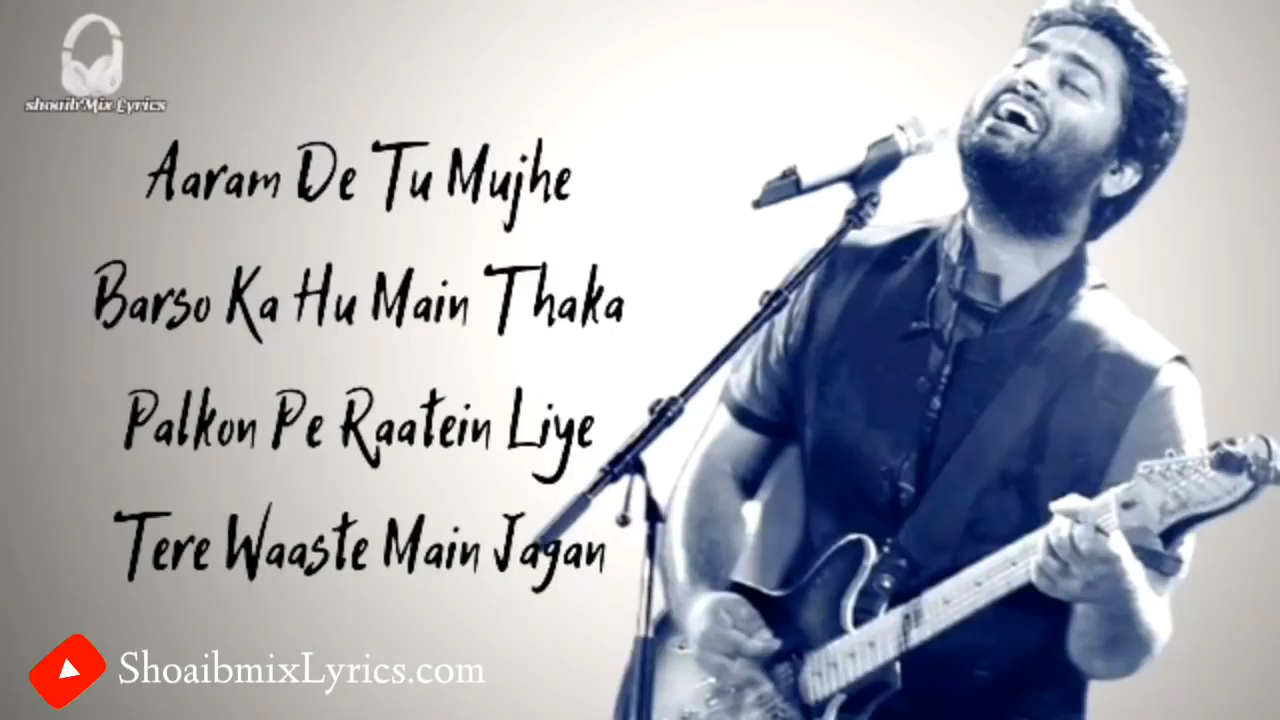 shoaib Mix Lyrics
Aaram De Tu Mujhe
Barso Ka Hu Main Thaka
Palkon Pe Raatein Liye
Tere Waaste Main Jagan
ShoaibmixLyrics.com